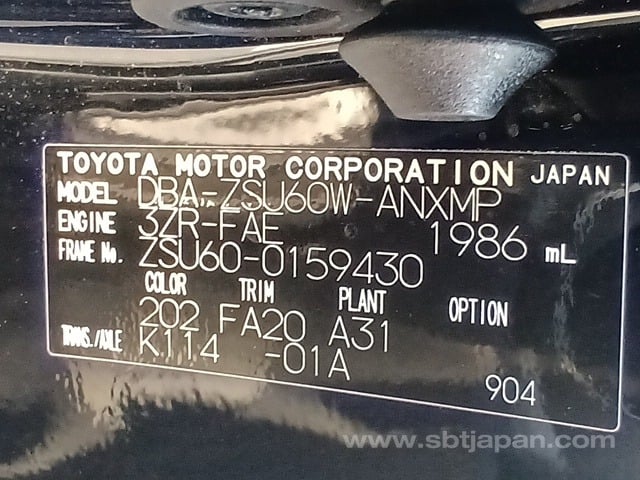 TOYOTA MOTOR CORPORATION JAPAN
MODEL DBA-ZSU60W-ANXMP
ENGINE 3ZR-FAE 1986 mL
FRAME No. ZSU60-0159430
COLOR TRIM PLANT OPTION
202 FA20 A31
TRANS./AXLE K114 -01A
904
www.sbtjapan.com